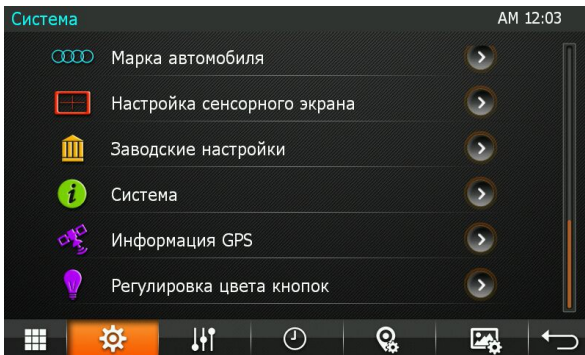 Система AM 12:03
Марка автомобиля
Настройка сенсорного экрана
Заводские настройки
Система
Информация GPS
Регулировка цвета кнопок